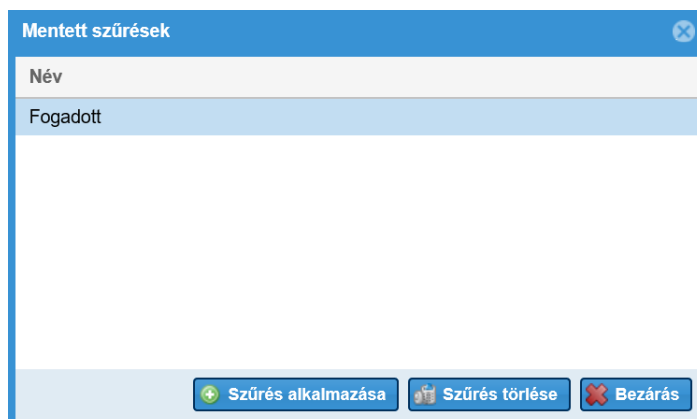 Mentett szűrések
Név
Fogadott
Szűrés alkalmazása Szűrés törlése Bezárás